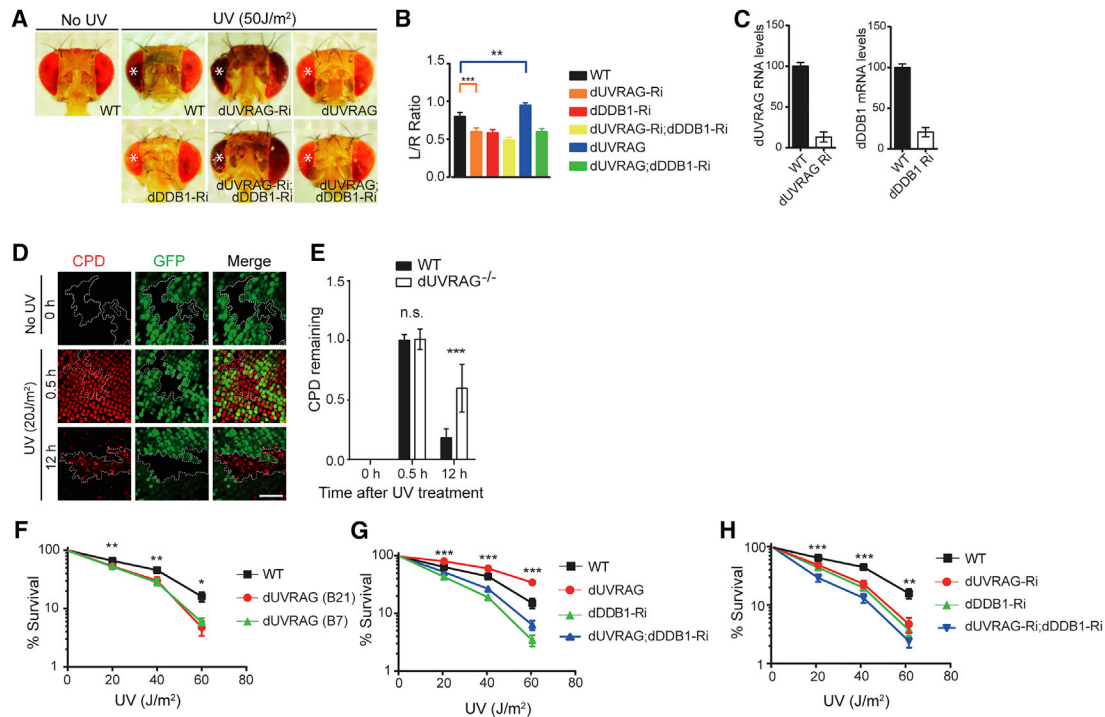 A
No UV
UV (50J/m²)
WT
* WT
* dUVRAG-Ri
* dUVRAG
* dDDB1-Ri
* dUVRAG-Ri;
dDDB1-Ri
* dUVRAG;
dDDB1-Ri
B
L/R Ratio
1.5
1.0
0.5
0.0
**
***
WT
dUVRAG-Ri
dDDB1-Ri
dUVRAG-Ri;dDDB1-Ri
dUVRAG
dUVRAG;dDDB1-Ri
C
dUVRAG RNA levels
150
100
50
0
WT
dUVRAG Ri
dDDB1 mRNA levels
150
100
50
0
WT
dDDB1 Ri
D
CPD
GFP
Merge
No UV
0 h
UV (20J/m²)
0.5 h
12 h
E
WT
dUVRAG-/-
CPD remaining
1.5
1.0
0.5
0.0
n.s.
***
0 h
0.5 h
12 h
Time after UV treatment
F
% Survival
100
10
1
** ** *
WT
dUVRAG (B21)
dUVRAG (B7)
0 20 40 60 80
UV (J/m²)
G
% Survival
100
10
1
*** *** ***
WT
dUVRAG
dDDB1-Ri
dUVRAG;dDDB1-Ri
0 20 40 60 80
UV (J/m²)
H
% Survival
100
10
1
*** *** **
WT
dUVRAG-Ri
dDDB1-Ri
dUVRAG-Ri;dDDB1-Ri
0 20 40 60 80
UV (J/m²)